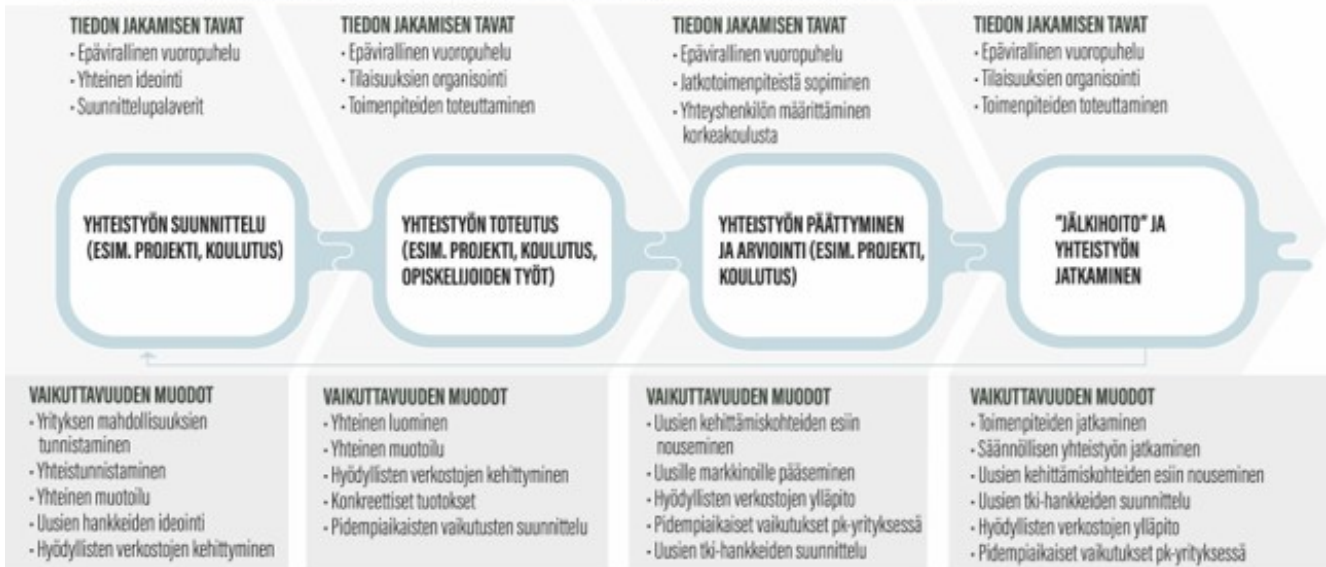 TIEDON JAKAMISEN TAVAT
- Epävirallinen vuoropuhelu
- Yhteinen ideointi
- Suunnittelupalaverit
TIEDON JAKAMISEN TAVAT
- Epävirallinen vuoropuhelu
- Tilaisuuksien organisointi
- Toimenpiteiden toteuttaminen
TIEDON JAKAMISEN TAVAT
- Epävirallinen vuoropuhelu
- Jatkotoimenpiteistä sopiminen
- Yhteyshenkilön määrittäminen
korkeakoulusta
TIEDON JAKAMISEN TAVAT
- Epävirallinen vuoropuhelu
- Tilaisuuksien organisointi
- Toimenpiteiden toteuttaminen
YHTEISTYÖN SUUNNITTELU
(ESIM. PROJEKTI, KOULUTUS)
YHTEISTYÖN TOTEUTUS
(ESIM. PROJEKTI, KOULUTUS,
OPISKELIJOIDEN TYÖT)
YHTEISTYÖN PÄÄTTYMINEN
JA ARVIOINTI (ESIM. PROJEKTI,
KOULUTUS)
"JÄLKIHOITO" JA
YHTEISTYÖN
JATKAMINEN
VAIKUTTAVUUDEN MUODOT
- Yrityksen mahdollisuuksien
tunnistaminen
- Yhteistunnistaminen
- Yhteinen muotoilu
- Uusien hankkeiden ideointi
- Hyödyllisten verkostojen kehittyminen
VAIKUTTAVUUDEN MUODOT
- Yhteinen luominen
- Yhteinen muotoilu
- Hyödyllisten verkostojen kehittyminen
- Konkreettiset tuotokset
- Pidempiaikaisten vaikutusten suunnittelu
VAIKUTTAVUUDEN MUODOT
- Uusien kehittämiskohteiden esiin
nouseminen
- Uusille markkinoille pääseminen
- Hyödyllisten verkostojen ylläpito
- Pidempiaikaiset vaikutukset pk-yrityksessä
- Uusien tki-hankkeiden suunnittelu
VAIKUTTAVUUDEN MUODOT
- Toimenpiteiden jatkaminen
- Säännöllisen yhteistyön jatkaminen
- Uusien kehittämiskohteiden esiin nouseminen
- Uusien tki-hankkeiden suunnittelu
- Hyödyllisten verkostojen ylläpito
- Pidempiaikaiset vaikutukset pk-yrityksessä